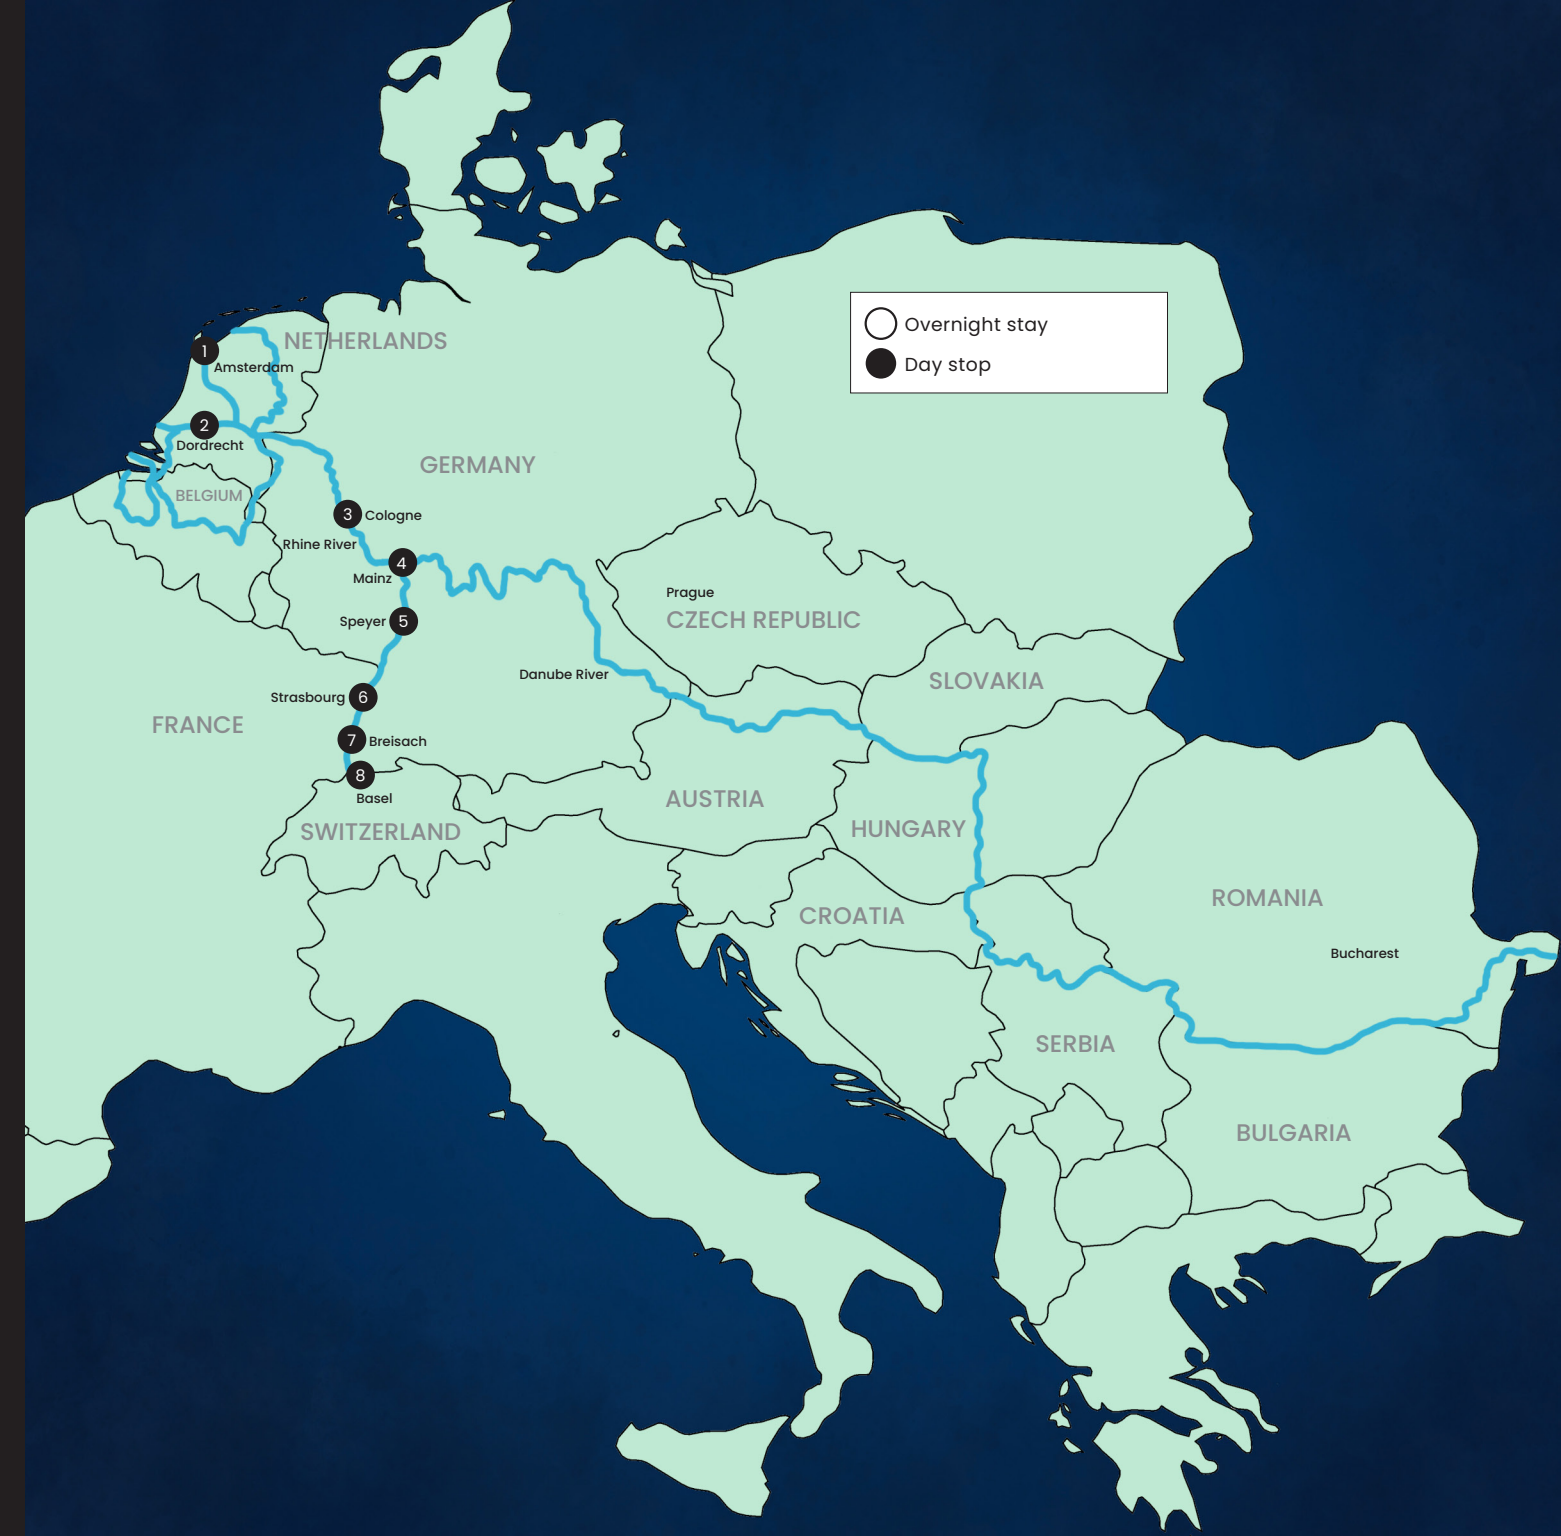 NETHERLANDS
1
Amsterdam
Overnight stay
Day stop
2
Dordrecht
GERMANY
BELGIUM
3
Cologne
Rhine River
4
Mainz
Prague
CZECH REPUBLIC
5
Speyer
Danube River
SLOVAKIA
Strasbourg
6
FRANCE
7
Breisach
8
Basel
AUSTRIA
SWITZERLAND
HUNGARY
ROMANIA
CROATIA
Bucharest
SERBIA
BULGARIA